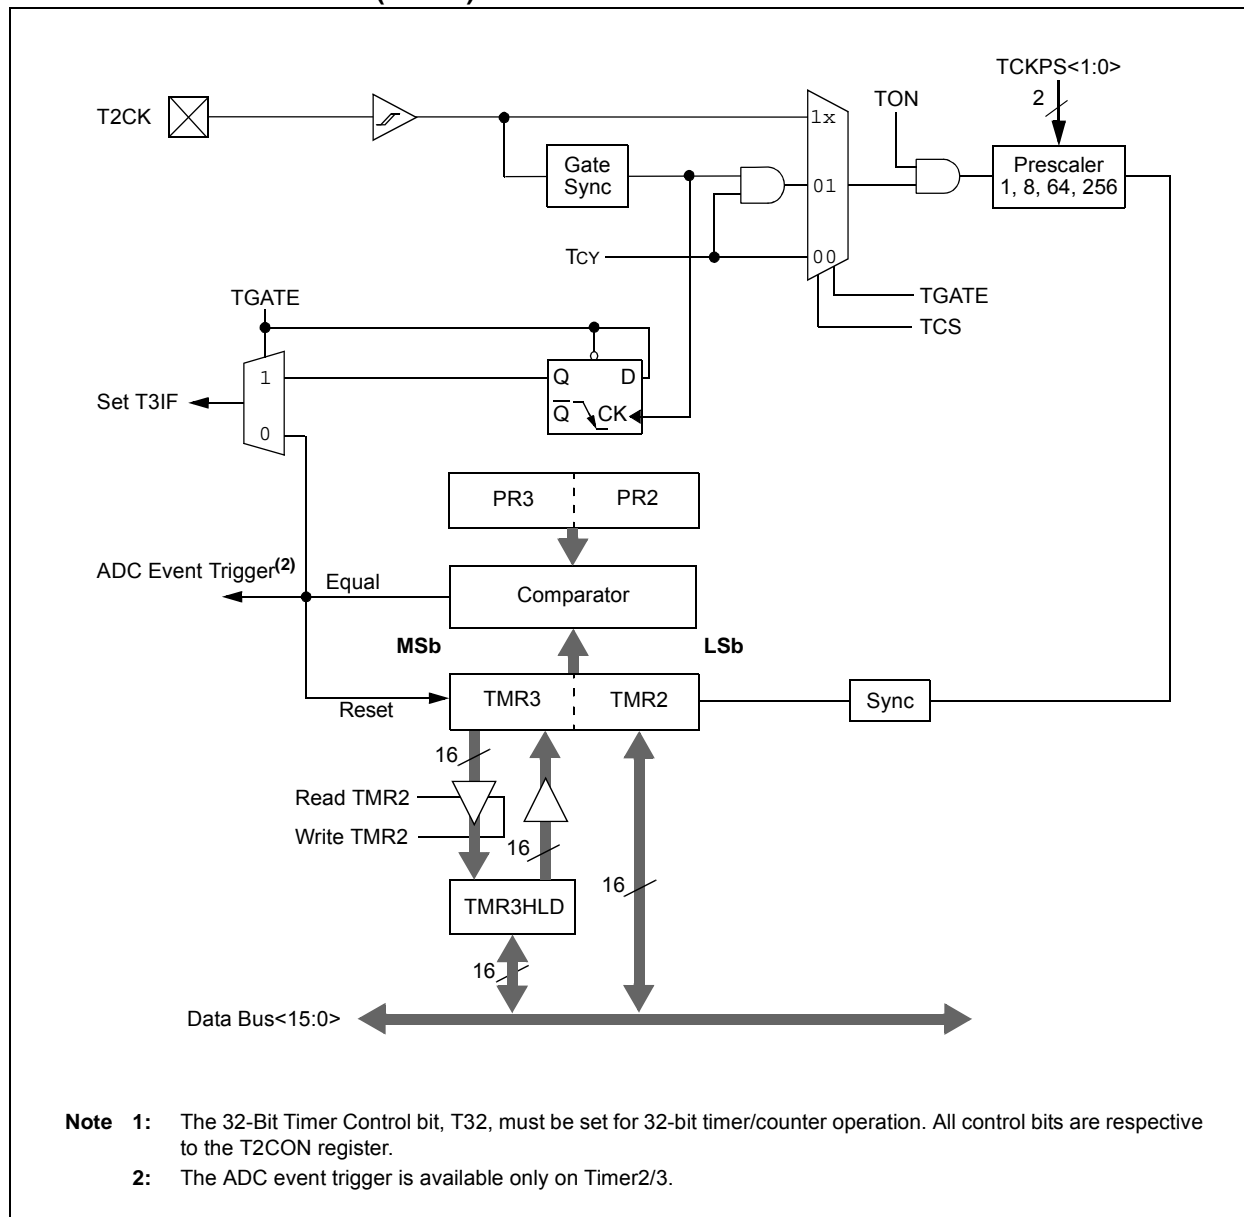 TCKPS<1:0>
2
TON
T2CK
1x
Gate
Sync
Prescaler
1, 8, 64, 256
01
TCY
00
TGATE
TGATE
TCS
1
Q D
Set T3IF
Q CK
0
PR3 PR2
ADC Event Trigger(2)
Equal
Comparator
MSb LSb
TMR3 TMR2
Sync
Reset
16
Read TMR2
Write TMR2
16
16
TMR3HLD
16
Data Bus<15:0>
Note 1: The 32-Bit Timer Control bit, T32, must be set for 32-bit timer/counter operation. All control bits are respective
to the T2CON register.
2: The ADC event trigger is available only on Timer2/3.